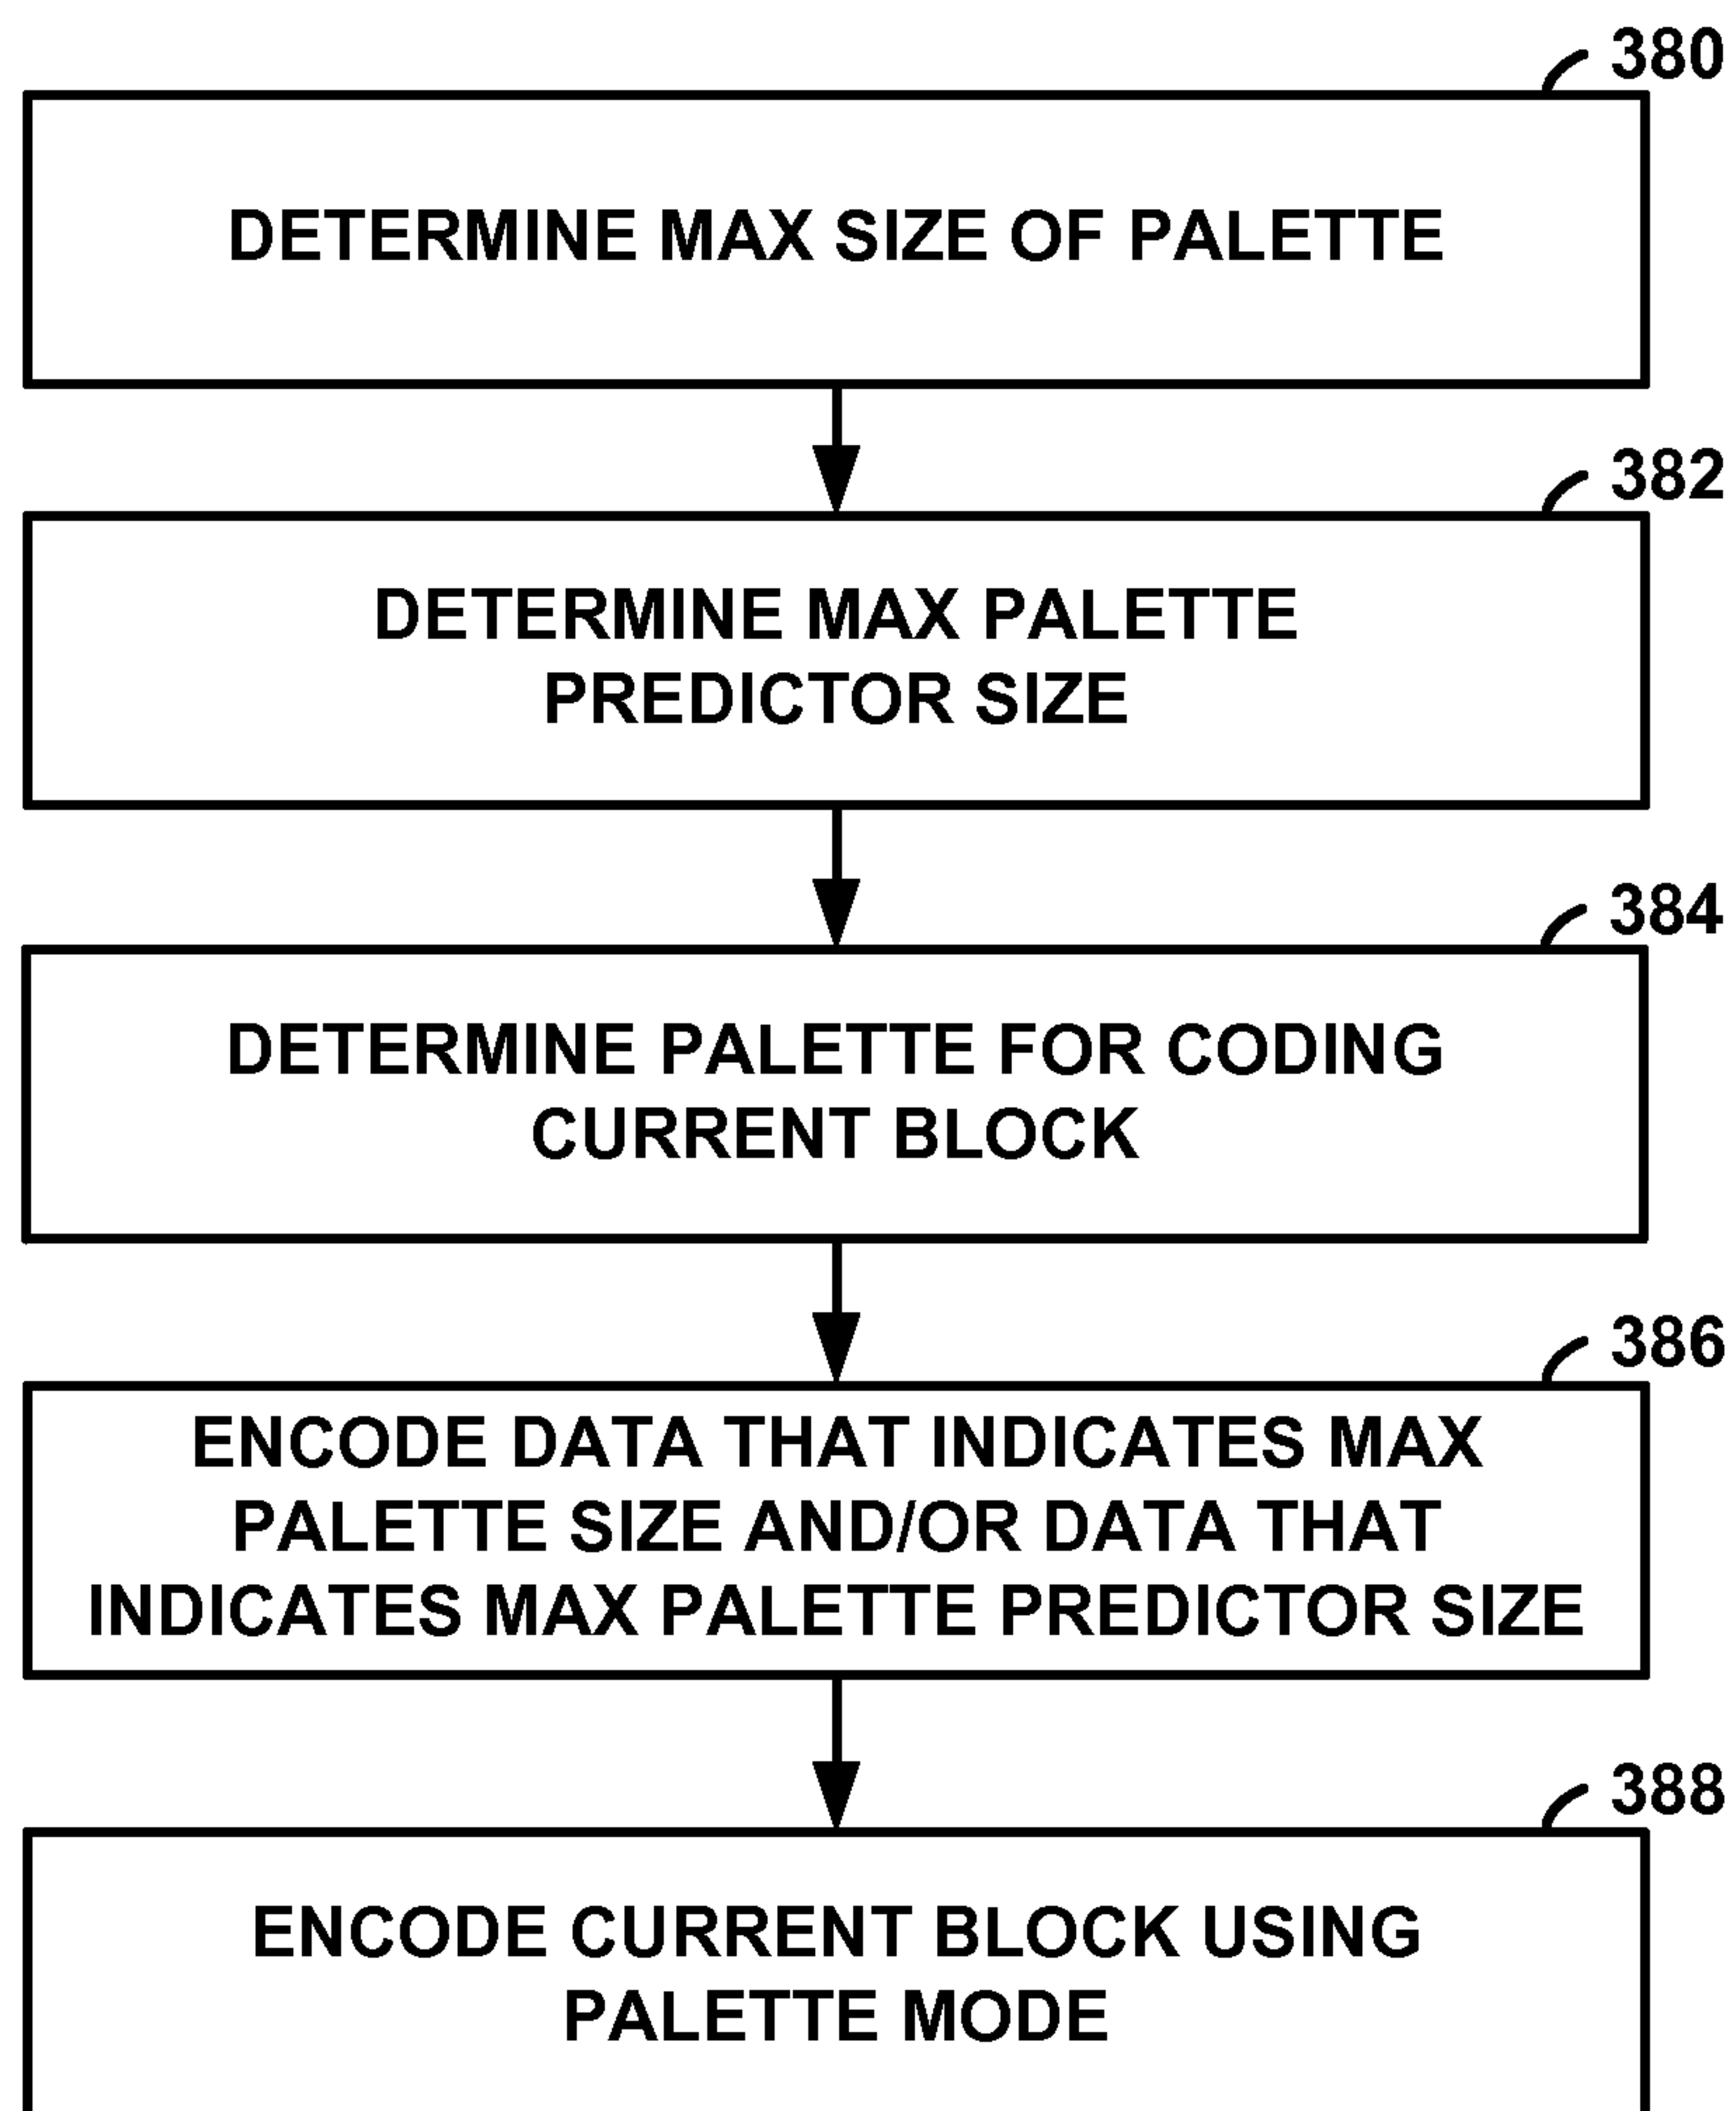 380
DETERMINE MAX SIZE OF PALETTE
382
DETERMINE MAX PALETTE
PREDICTOR SIZE
384
DETERMINE PALETTE FOR CODING
CURRENT BLOCK
386
ENCODE DATA THAT INDICATES MAX
PALETTE SIZE AND/OR DATA THAT
INDICATES MAX PALETTE PREDICTOR SIZE
388
ENCODE CURRENT BLOCK USING
PALETTE MODE